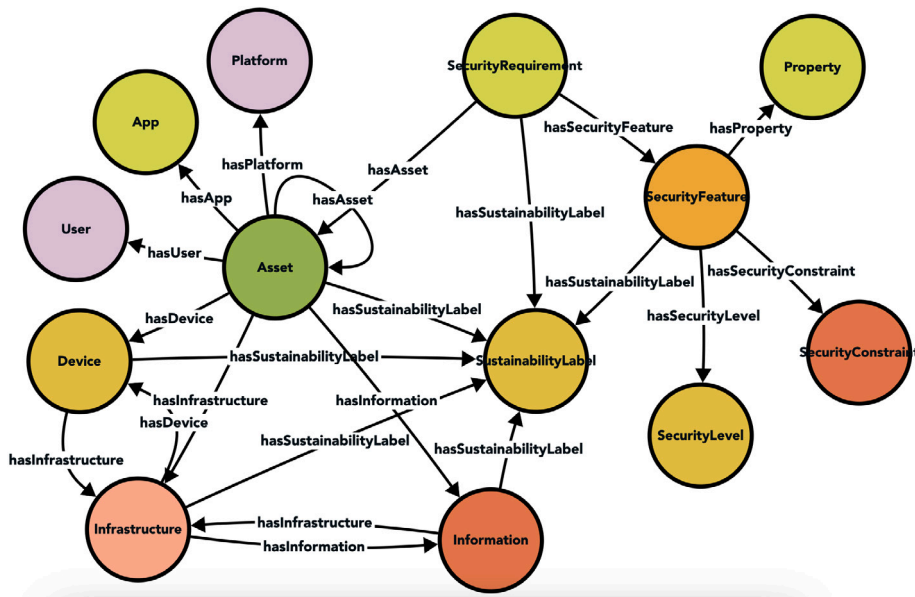 Platform
SecurityRequirement
Property
App
hasSecurityFeature
hasProperty
hasPlatform
hasAsset
hasApp
hasAsset
SecurityFeature
User
hasSustainabilityLabel
hasUser
Asset
hasSecurityConstraint
hasSustainabilityLabel
hasSustainabilityLabel
hasDevice
hasSecurityLevel
Device
hasSustainabilityLabel
SustainabilityLabel
SecurityConstraint
hasInfrastructure
hasInformation
hasDevice
hasSustainabilityLabel
SecurityLevel
hasSustainabilityLabel
hasInfrastructure
hasInfrastructure
Infrastructure
Information
hasInformation